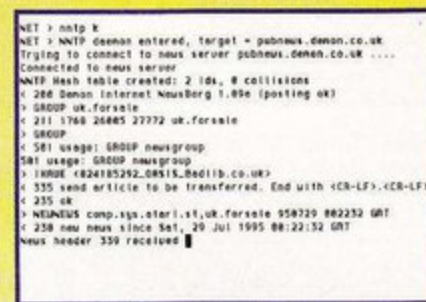 NET > nntp k
NET > NNTP daemon entered, target = pubnews.demon.co.uk
Trying to connect to news server pubnews.demon.co.uk ....
Connected to news server
NNTP Hash table created: 2 ids, 0 collisions
< 200 Demon Internet NewsBorg 1.09e (posting ok)
> GROUP uk.forsale
< 211 1760 26005 27772 uk.forsale
> GROUP
< 501 usage: GROUP newsgroup
501 usage: GROUP newsgroup
> IHAVE
< 335 send article to be transferred. End with <CR-LF>.<CR-LF>
< 235 ok
> NEWNEWS comp.sys.atari.st,uk.forsale 950729 002232 GMT
< 230 new news since Sat, 29 Jul 1995 00:22:32 GMT
News header 339 received